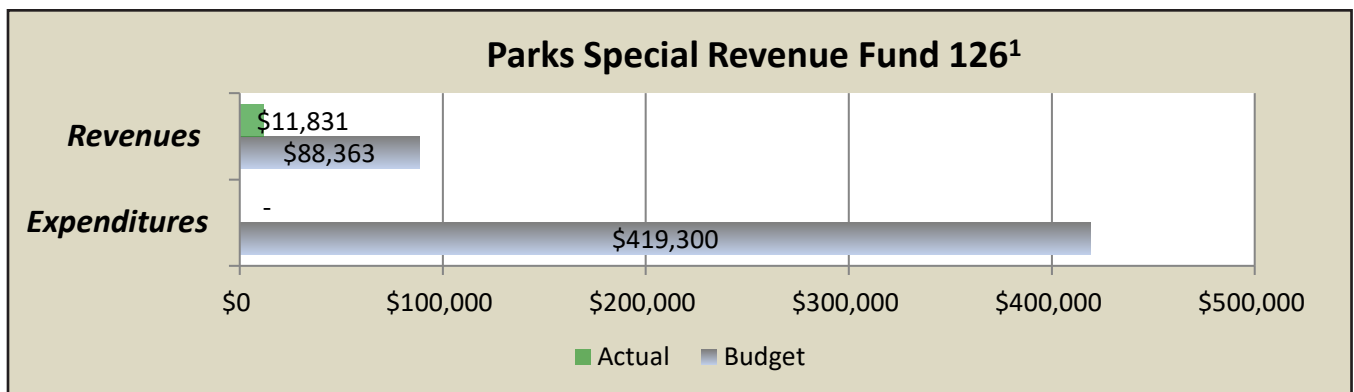 Parks Special Revenue Fund 126¹
Revenues
$11,831
$88,363
Expenditures
-
$419,300
$0 $100,000 $200,000 $300,000 $400,000 $500,000
Actual Budget